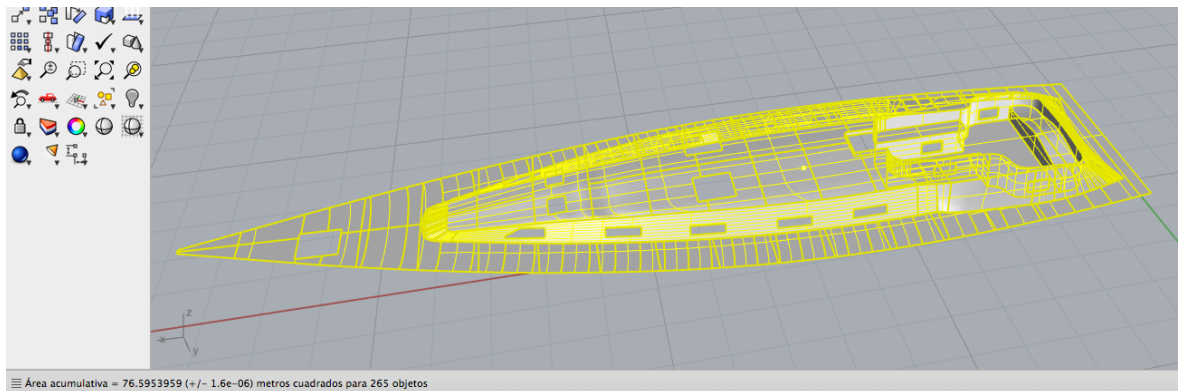 z
x
y
Área acumulativa = 76.5953959 (+/- 1.6e-06) metros cuadrados para 265 objetos